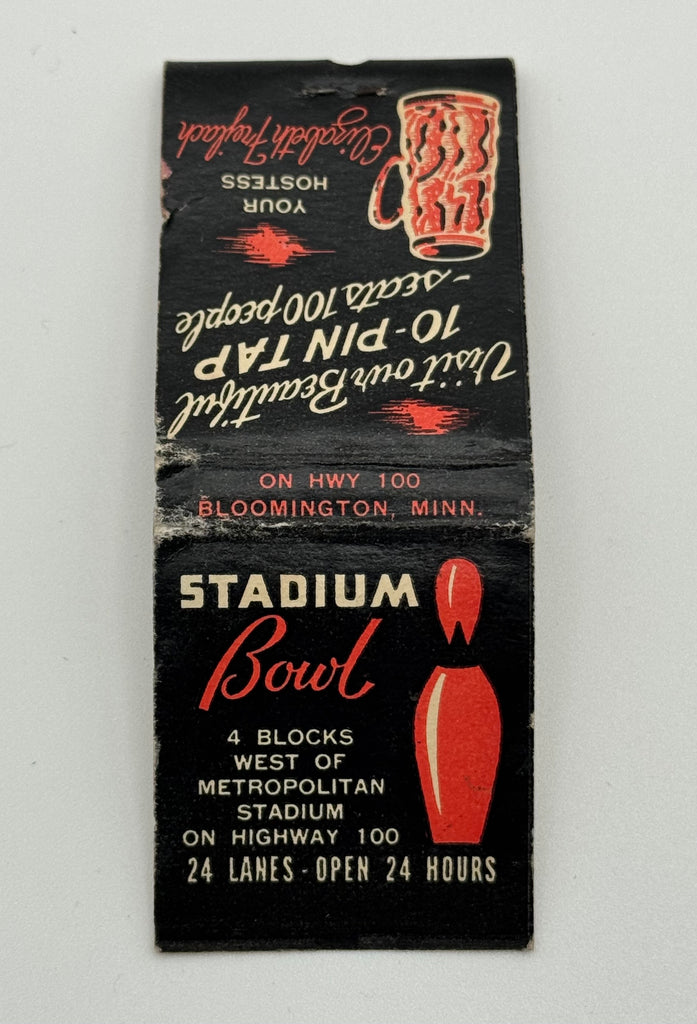 STADIUM
Bowl
4 BLOCKS
WEST OF
METROPOLITAN
STADIUM
ON HIGHWAY 100
24 LANES - OPEN 24 HOURS
ON HWY 100
BLOOMINGTON, MINN.
Visit our Beautiful
10-PIN TAP
- seats 100 people
YOUR
HOSTESS
Elizabeth Freilach